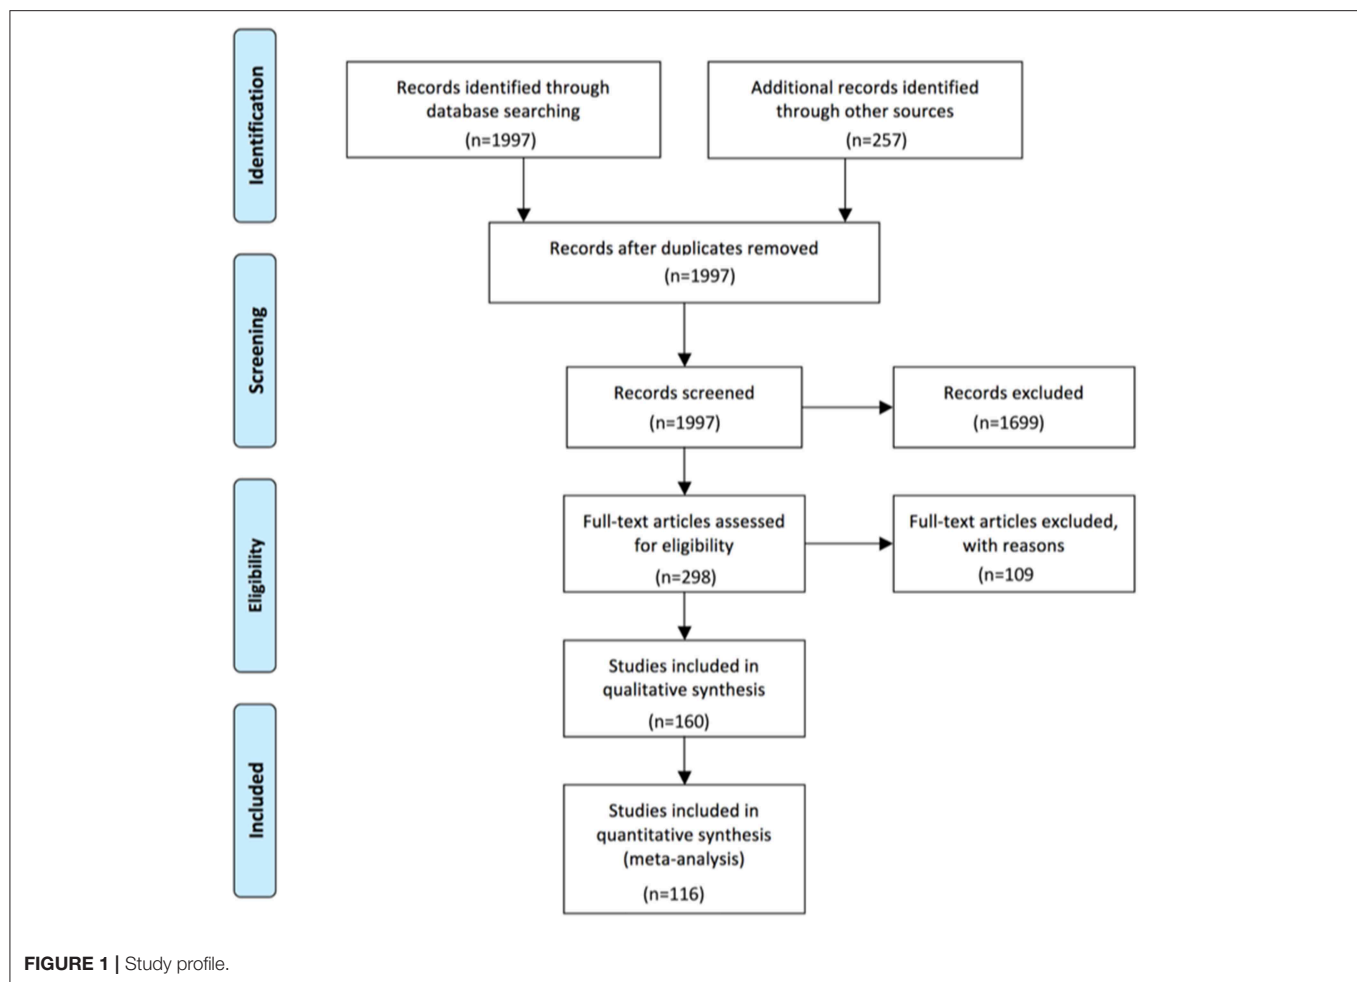 Identification
Records identified through
database searching
(n=1997)
Additional records identified
through other sources
(n=257)
Records after duplicates removed
(n=1997)
Screening
Records screened
(n=1997)
Records excluded
(n=1699)
Eligibility
Full-text articles assessed
for eligibility
(n=298)
Full-text articles excluded,
with reasons
(n=109
Studies included in
qualitative synthesis
(n=160)
Included
Studies included in
quantitative synthesis
(meta-analysis)
(n=116)
FIGURE 1 | Study profile.